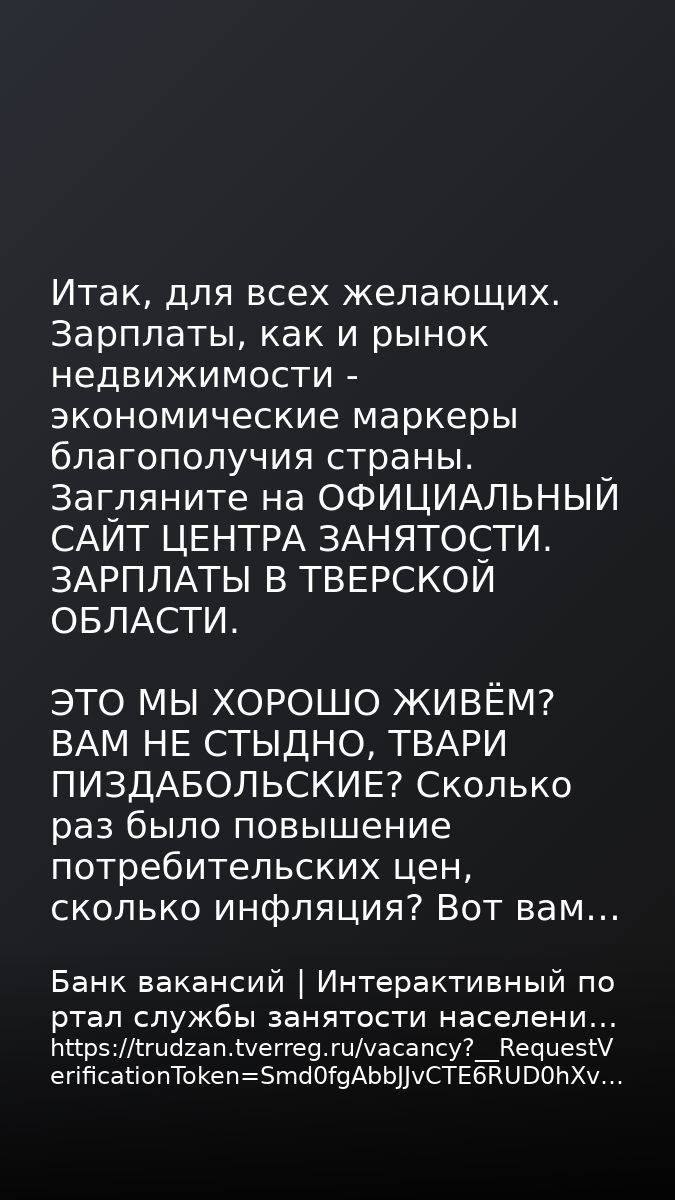 Итак, для всех желающих.
Зарплаты, как и рынок
недвижимости -
экономические маркеры
благополучия страны.
Загляните на ОФИЦИАЛЬНЫЙ
САЙТ ЦЕНТРА ЗАНЯТОСТИ.
ЗАРПЛАТЫ В ТВЕРСКОЙ
ОБЛАСТИ.
ЭТО МЫ ХОРОШО ЖИВЁМ?
ВАМ НЕ СТЫДНО, ТВАРИ
ПИЗДАБОЛЬСКИЕ? Сколько
раз было повышение
потребительских цен,
сколько инфляция? Вот вам...
Банк вакансий | Интерактивный по
ртал службы занятости населени...
https://trudzan.tverreg.ru/vacancy?__RequestV
erificationToken=Smd0fgAbbJJvCTE6RUD0hXv...